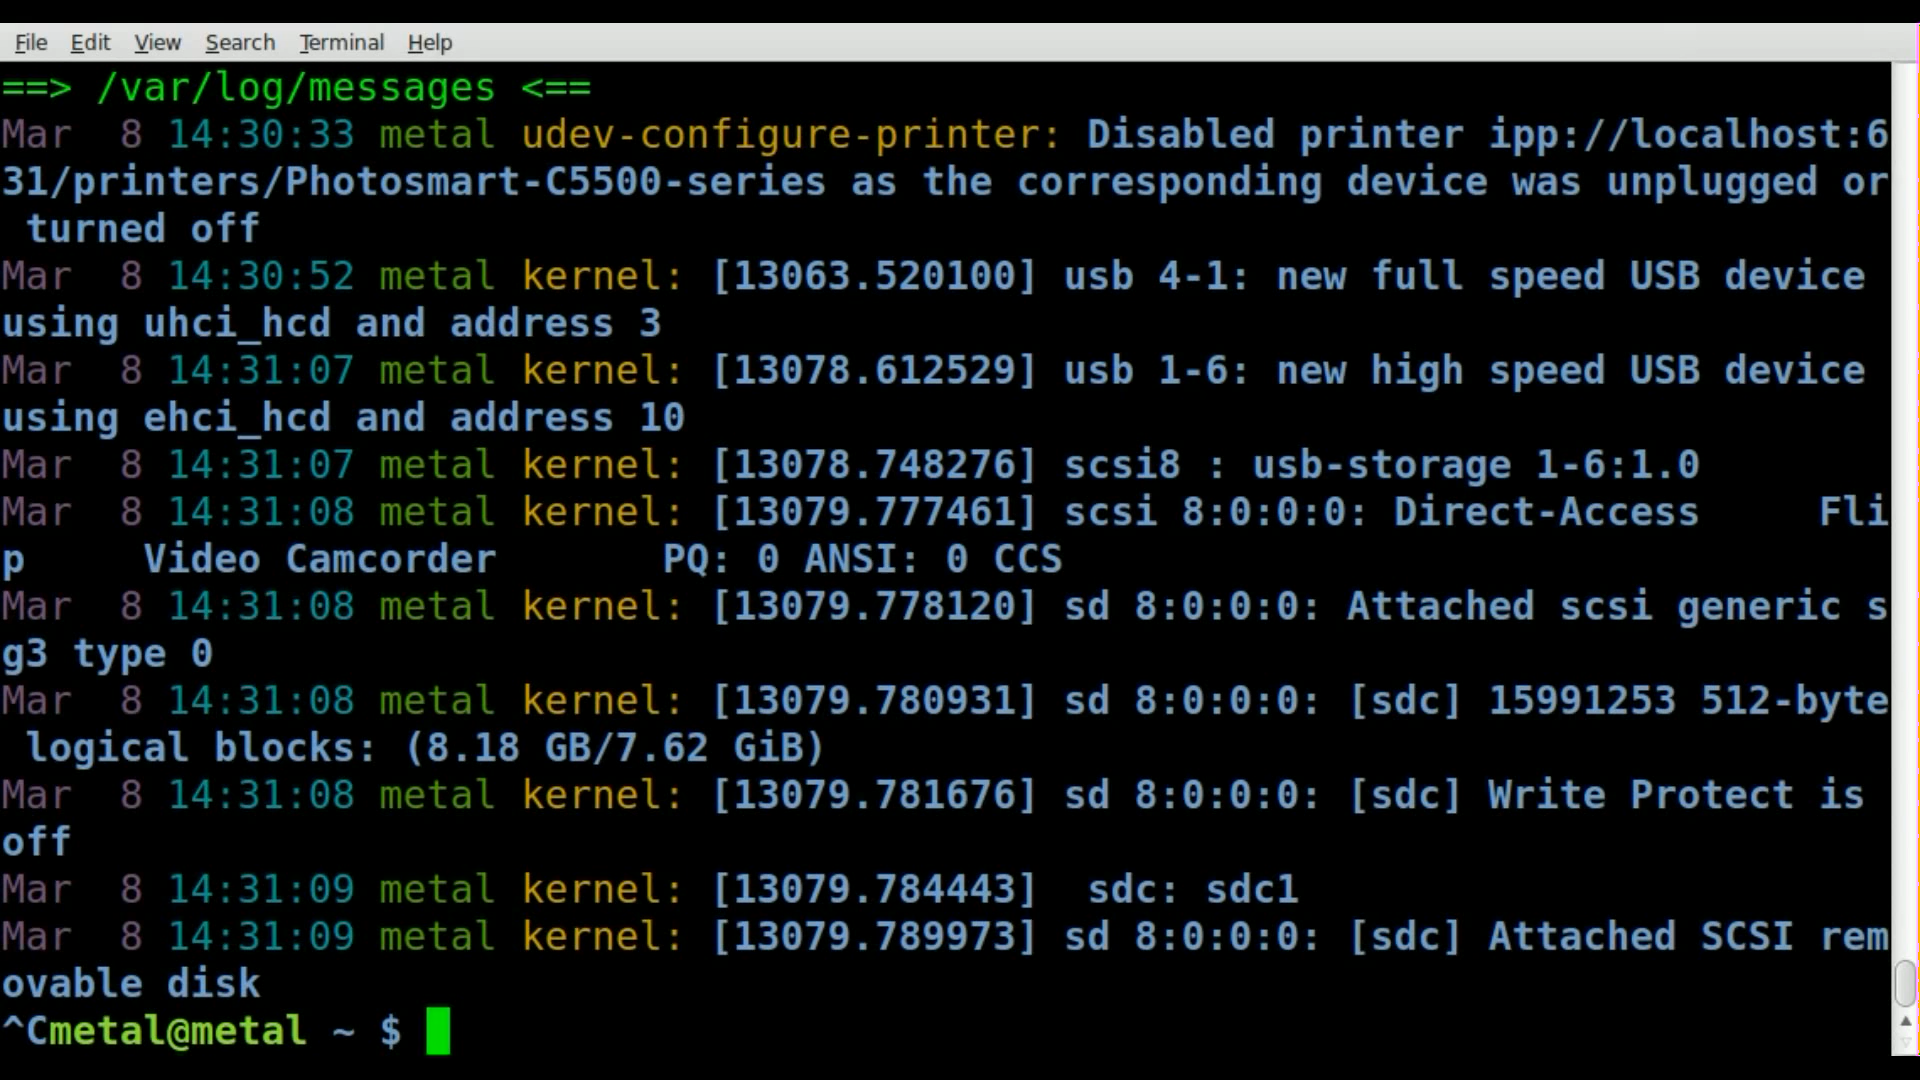 File Edit View Search Terminal Help
==> /var/log/messages <==
Mar  8 14:30:33 metal udev-configure-printer: Disabled printer ipp://localhost:6
31/printers/Photosmart-C5500-series as the corresponding device was unplugged or
 turned off
Mar  8 14:30:52 metal kernel: [13063.520100] usb 4-1: new full speed USB device
using uhci_hcd and address 3
Mar  8 14:31:07 metal kernel: [13078.612529] usb 1-6: new high speed USB device
using ehci_hcd and address 10
Mar  8 14:31:07 metal kernel: [13078.748276] scsi8 : usb-storage 1-6:1.0
Mar  8 14:31:08 metal kernel: [13079.777461] scsi 8:0:0:0: Direct-Access     Fli
p     Video Camcorder       PQ: 0 ANSI: 0 CCS
Mar  8 14:31:08 metal kernel: [13079.778120] sd 8:0:0:0: Attached scsi generic s
g3 type 0
Mar  8 14:31:08 metal kernel: [13079.780931] sd 8:0:0:0: [sdc] 15991253 512-byte
 logical blocks: (8.18 GB/7.62 GiB)
Mar  8 14:31:08 metal kernel: [13079.781676] sd 8:0:0:0: [sdc] Write Protect is
off
Mar  8 14:31:09 metal kernel: [13079.784443]  sdc: sdc1
Mar  8 14:31:09 metal kernel: [13079.789973] sd 8:0:0:0: [sdc] Attached SCSI rem
ovable disk
^Cmetal@metal ~ $